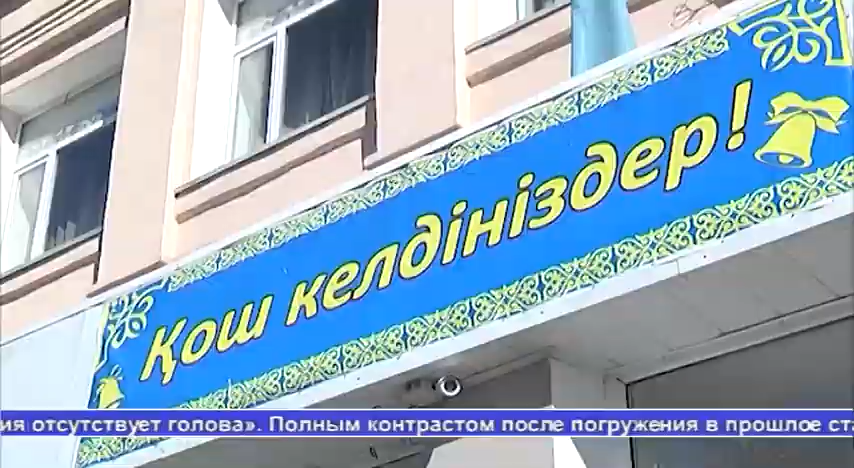 Қош келдіңіздер!
ия отсутствует голова». Полным контрастом после погружения в прошлое ста